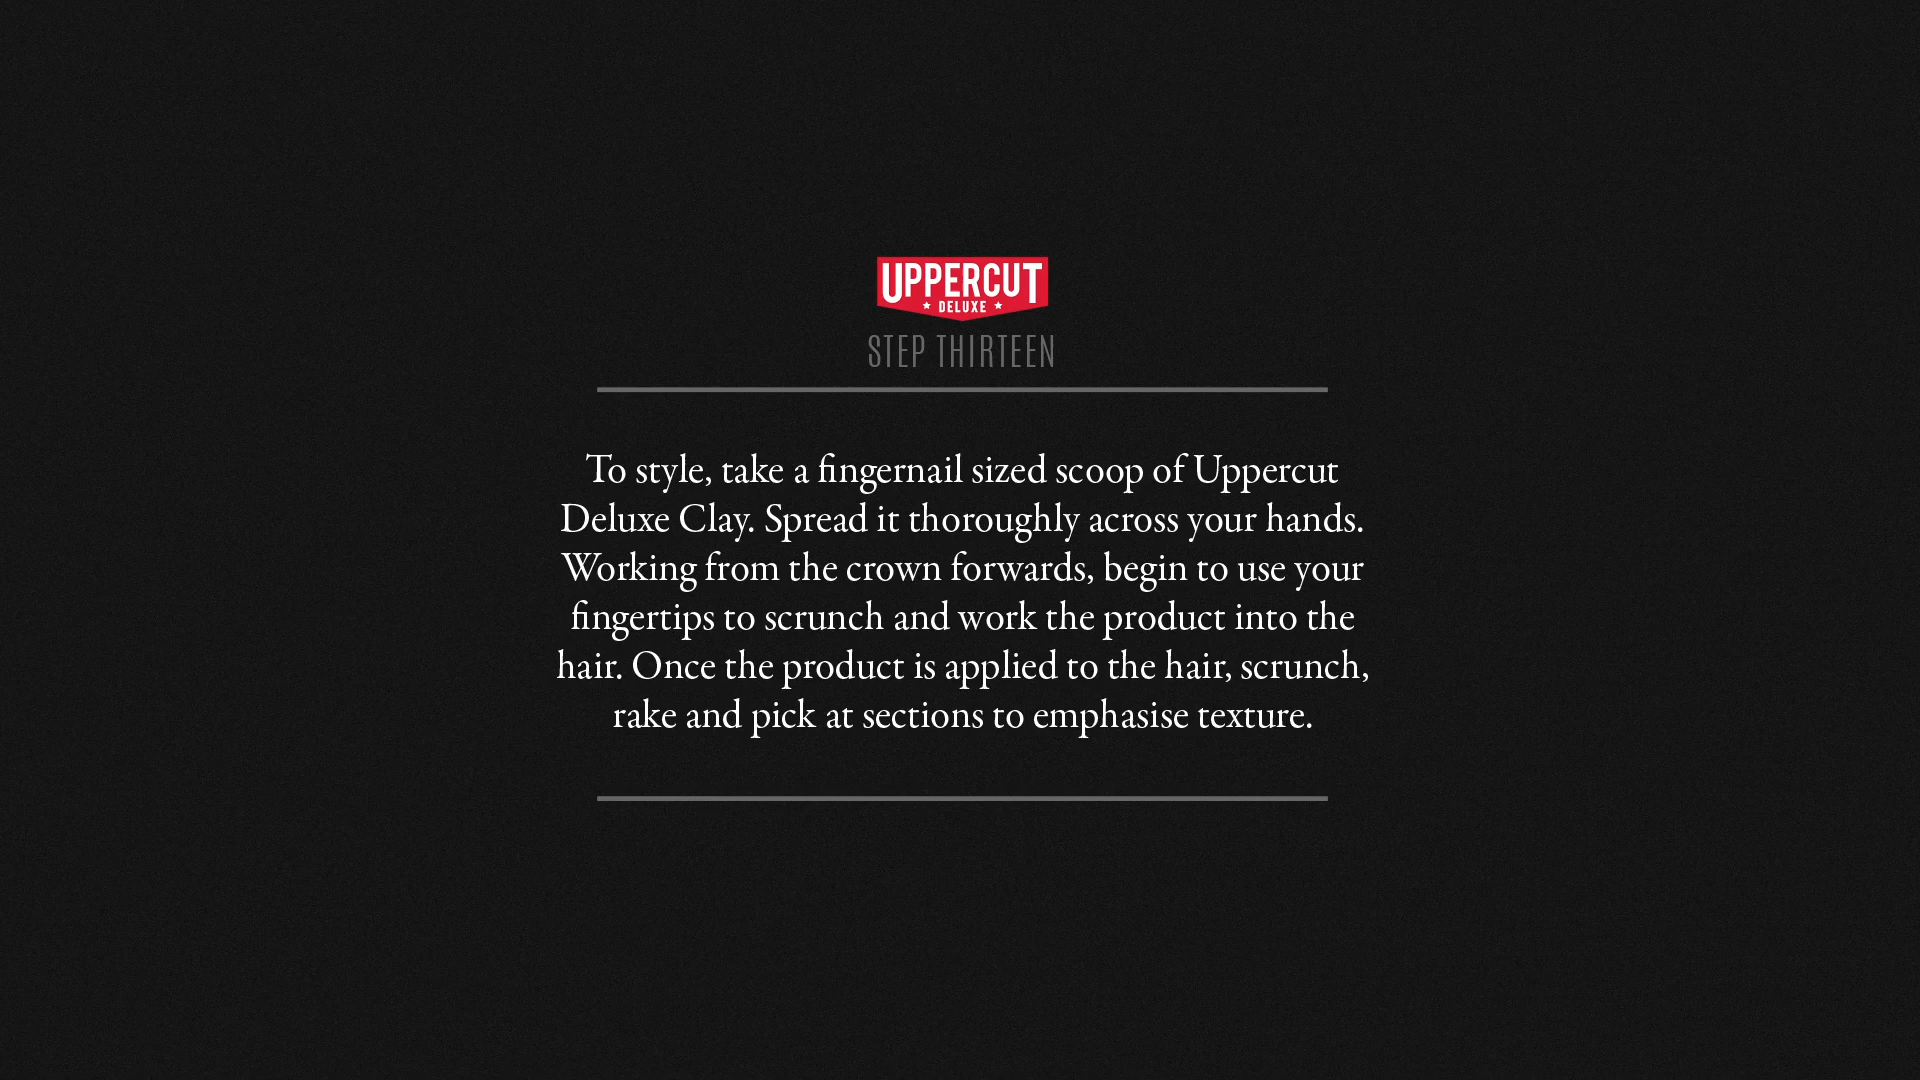 UPPERCUT
DELUXE
STEP THIRTEEN
To style, take a fingernail sized scoop of Uppercut
Deluxe Clay. Spread it thoroughly across your hands.
Working from the crown forwards, begin to use your
fingertips to scrunch and work the product into the
hair. Once the product is applied to the hair, scrunch,
rake and pick at sections to emphasise texture.